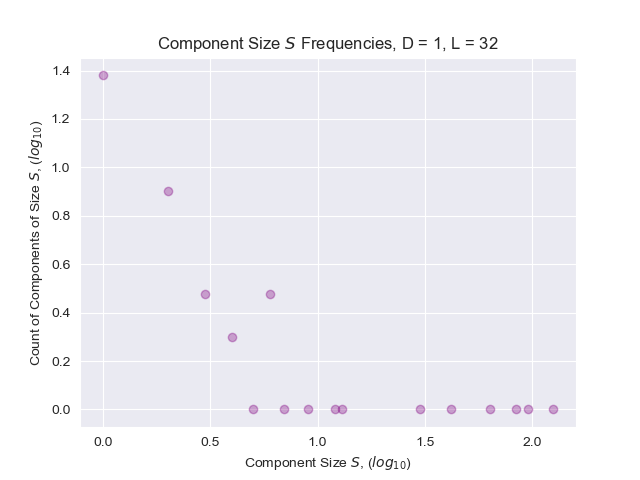 Component Size S Frequencies, D = 1, L = 32
Count of Components of Size S, (log₁₀)
1.4
1.2
1.0
0.8
0.6
0.4
0.2
0.0
0.0 0.5 1.0 1.5 2.0
Component Size S, (log₁₀)